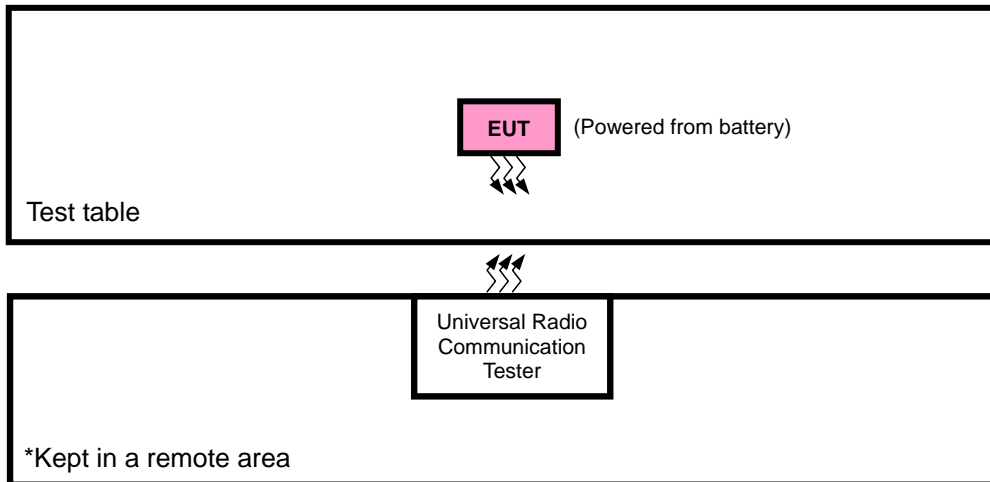 EUT
(Powered from battery)
Test table
Universal Radio
Communication
Tester
*Kept in a remote area